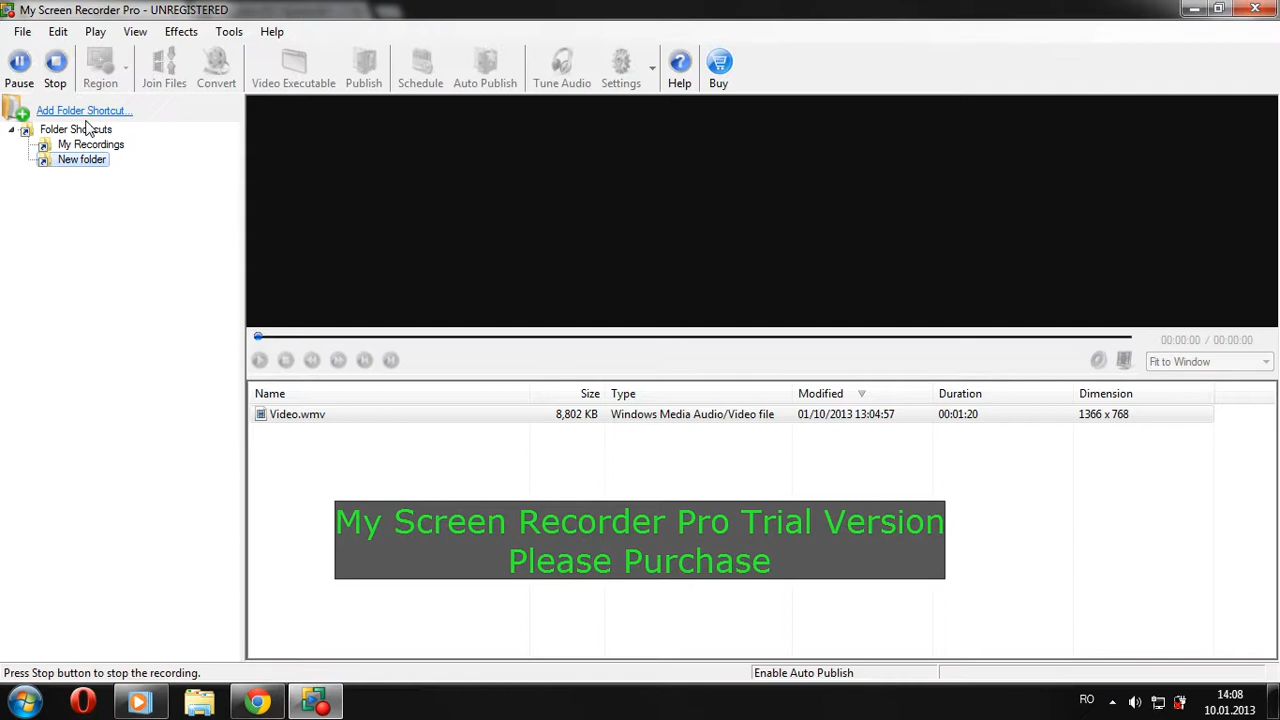 My Screen Recorder Pro - UNREGISTERED
File Edit Play View Effects Tools Help
Pause Stop Region Join Files Convert Video Executable Publish Schedule Auto Publish Tune Audio Settings Help Buy
Add Folder Shortcut...
Folder Shortcuts
My Recordings
New folder
00:00:00 / 00:00:00
Fit to Window
Name Size Type Modified Duration Dimension
Video.wmv 8,802 KB Windows Media Audio/Video file 01/10/2013 13:04:57 00:01:20 1366 x 768
My Screen Recorder Pro Trial Version
Please Purchase
Press Stop button to stop the recording. Enable Auto Publish
RO 14:08
10.01.2013